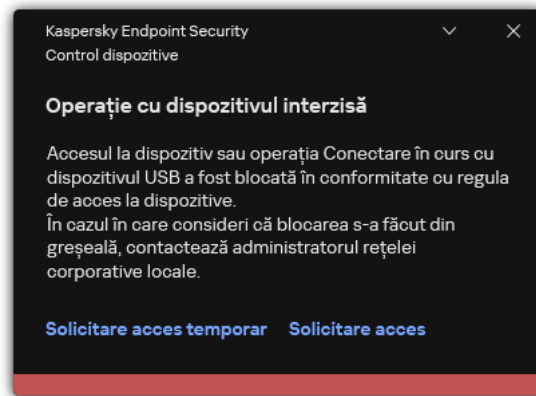 Kaspersky Endpoint Security
Control dispozitive
Operație cu dispozitivul interzisă
Accesul la dispozitiv sau operația Conectare în curs cu
dispozitivul USB a fost blocată în conformitate cu regula
de acces la dispozitive.
În cazul în care consideri că blocarea s-a făcut din
greșeală, contactează administratorul rețelei
corporative locale.
Solicitare acces temporar Solicitare acces